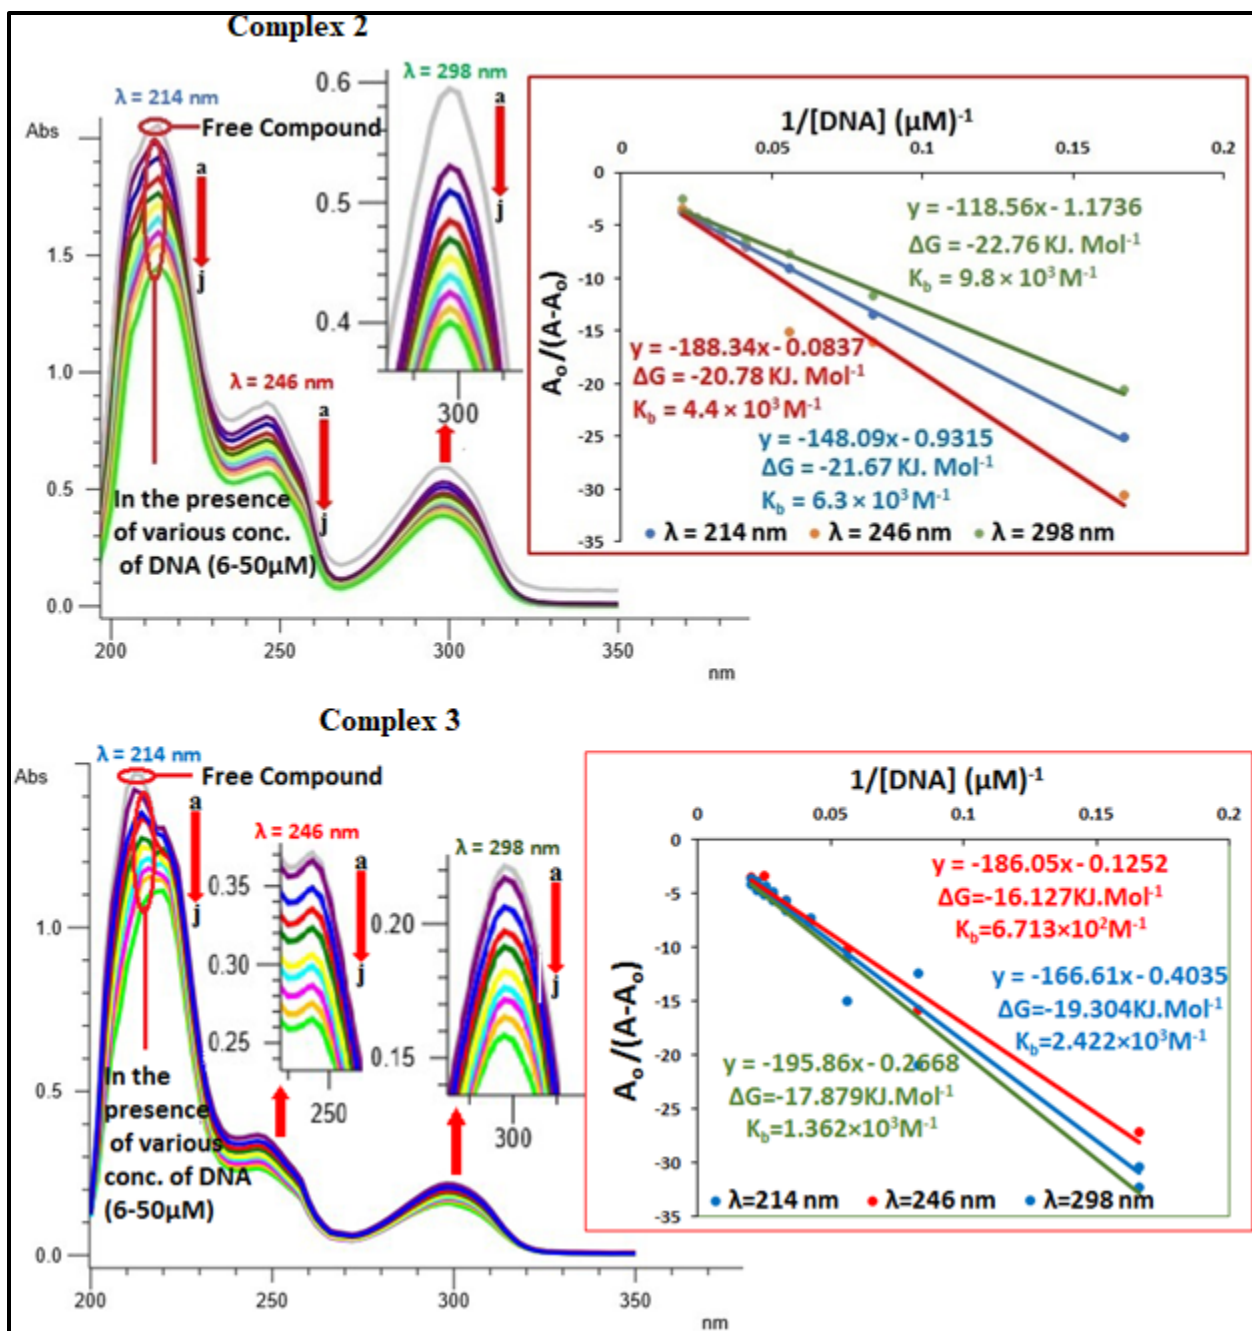 Complex 2
λ = 214 nm
Abs
Free Compound
a
j
1.5
1.0
0.5
0.0
λ = 246 nm
a
j
In the presence
of various conc.
of DNA (6-50µM)
200
250
300
350
nm
λ = 298 nm
0.6
0.5
0.4
a
j
300
1/[DNA] (µM)-1
0
0.05
0.1
0.15
0.2
0
-5
-10
-15
-20
-25
-30
-35
Ao/(A-Ao)
y = -118.56x - 1.1736
ΔG = -22.76 KJ. Mol-1
Kb = 9.8 × 10³ M-1
y = -188.34x - 0.0837
ΔG = -20.78 KJ. Mol-1
Kb = 4.4 × 10³ M-1
y = -148.09x - 0.9315
ΔG = -21.67 KJ. Mol-1
Kb = 6.3 × 10³ M-1
λ = 214 nm λ = 246 nm λ = 298 nm
Complex 3
λ = 214 nm
Abs
Free Compound
a
j
1.0
0.5
0.0
In the
presence
of various
conc. of DNA
(6-50µM)
200
250
300
350
nm
λ = 246 nm
0.35
0.30
0.25
a
j
250
λ = 298 nm
0.20
0.15
a
j
300
1/[DNA] (µM)-1
0
0.05
0.1
0.15
0.2
0
-5
-10
-15
-20
-25
-30
-35
Ao/(A-Ao)
y = -186.05x - 0.1252
ΔG=-16.127KJ.Mol-1
Kb=6.713×10²M-1
y = -166.61x - 0.4035
ΔG=-19.304KJ.Mol-1
Kb=2.422×10³M-1
y = -195.86x - 0.2668
ΔG=-17.879KJ.Mol-1
Kb=1.362×10³M-1
λ=214 nm λ=246 nm λ=298 nm